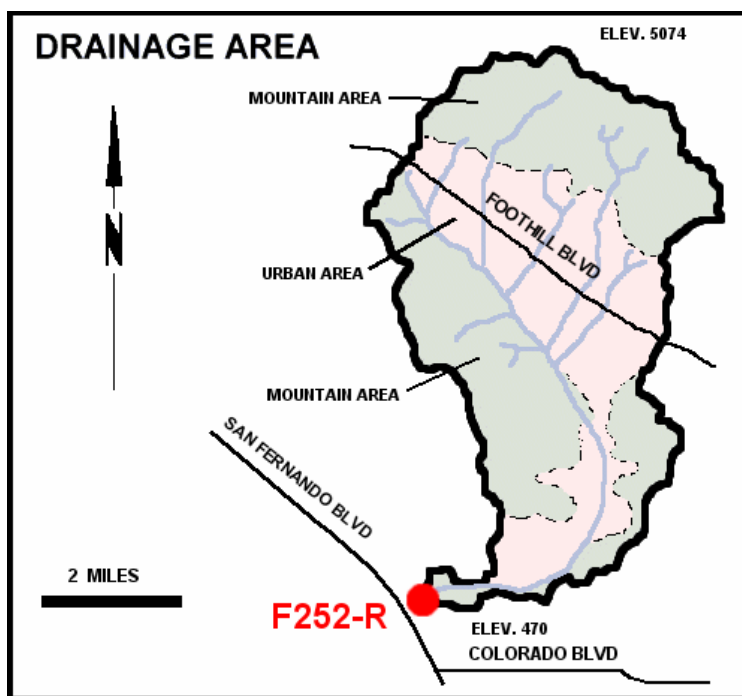 DRAINAGE AREA
ELEV. 5074
MOUNTAIN AREA
N
FOOTHILL BLVD
URBAN AREA
MOUNTAIN AREA
SAN FERNANDO BLVD
2 MILES
F252-R
ELEV. 470
COLORADO BLVD